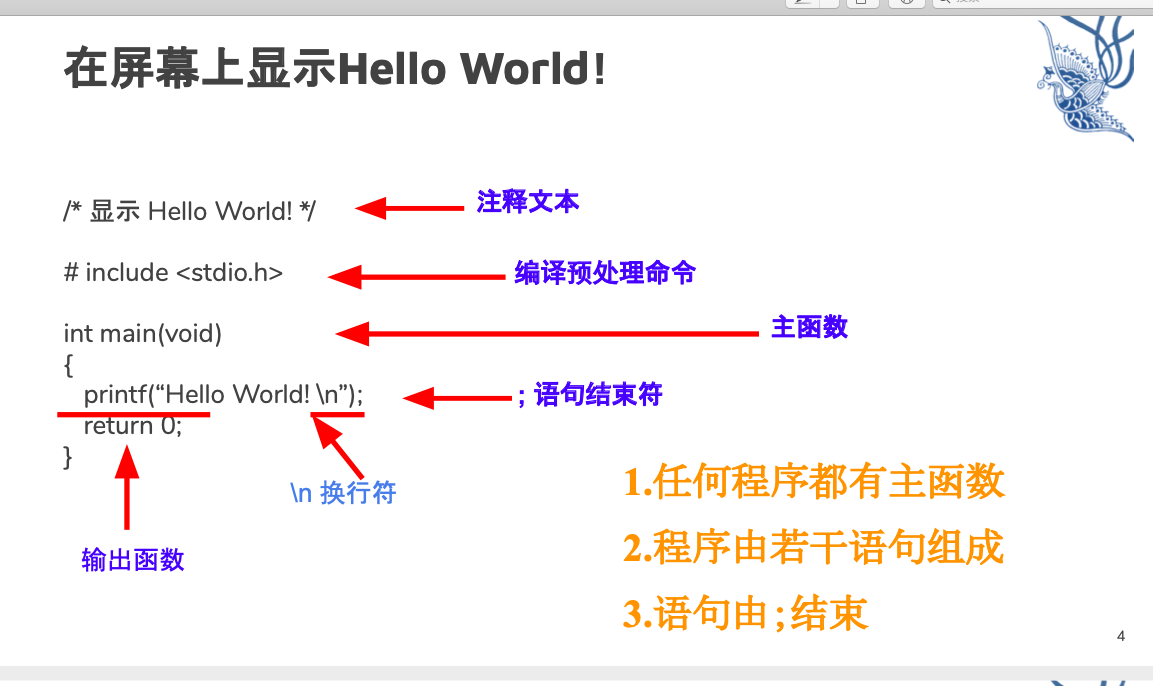 在屏幕上显示Hello World!
/* 显示 Hello World! */
注释文本
# include <stdio.h>
编译预处理命令
int main(void)
主函数
{
printf(“Hello World! \n”);
; 语句结束符
return 0;
}
\n 换行符
输出函数
1.任何程序都有主函数
2.程序由若干语句组成
3.语句由;结束
4